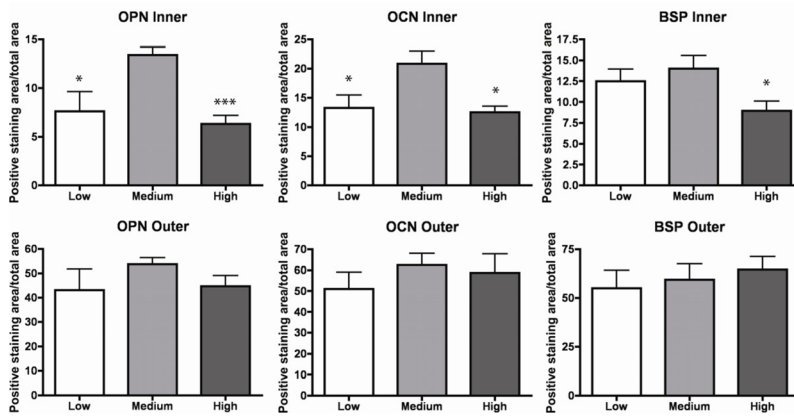 OPN Inner
Positive staining area/total area
15
10
5
0
*
***
Low Medium High
OCN Inner
Positive staining area/total area
30
25
20
15
10
5
0
*
*
Low Medium High
BSP Inner
Positive staining area/total area
17.5
15.0
12.5
10.0
7.5
5.0
2.5
0.0
*
Low Medium High
OPN Outer
Positive staining area/total area
60
50
40
30
20
10
0
Low Medium High
OCN Outer
Positive staining area/total area
70
60
50
40
30
20
10
0
Low Medium High
BSP Outer
Positive staining area/total area
75
50
25
0
Low Medium High